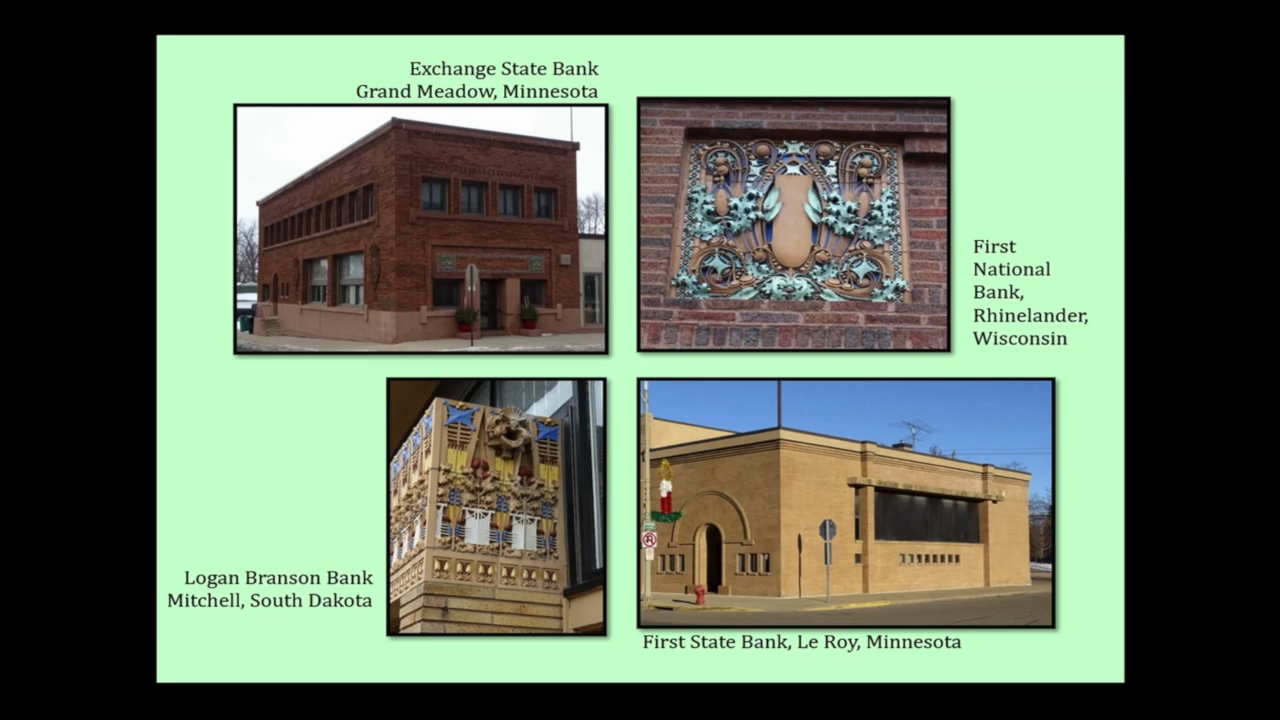 Exchange State Bank
Grand Meadow, Minnesota
First
National
Bank,
Rhinelander,
Wisconsin
Logan Branson Bank
Mitchell, South Dakota
First State Bank, Le Roy, Minnesota